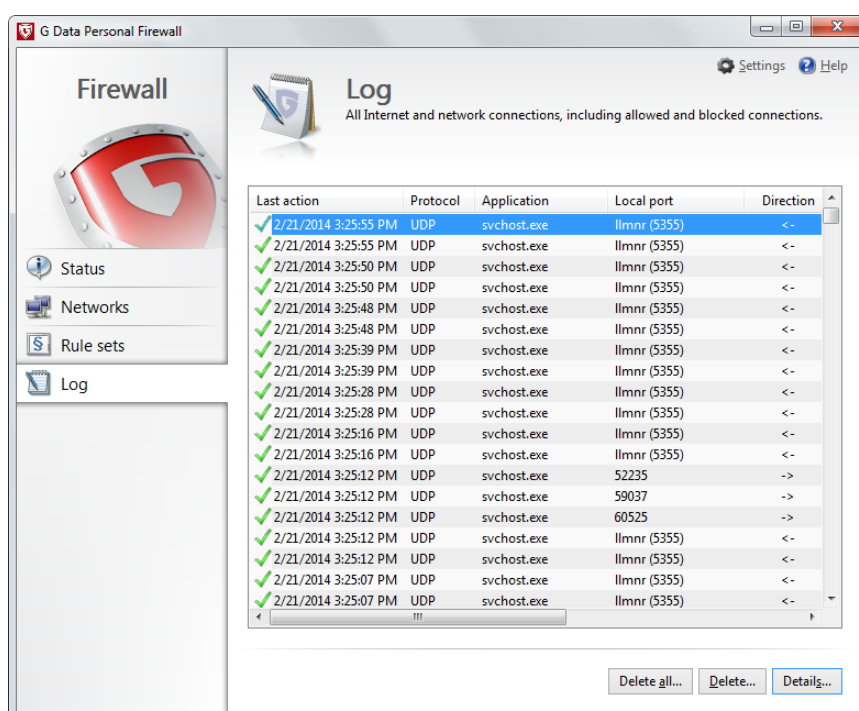 G Data Personal Firewall
Settings Help
Firewall
Log
All Internet and network connections, including allowed and blocked connections.
Status
Networks
Rule sets
Log
Last action Protocol Application Local port Direction
2/21/2014 3:25:55 PM UDP svchost.exe llmnr (5355) <-
2/21/2014 3:25:55 PM UDP svchost.exe llmnr (5355) <-
2/21/2014 3:25:50 PM UDP svchost.exe llmnr (5355) <-
2/21/2014 3:25:50 PM UDP svchost.exe llmnr (5355) <-
2/21/2014 3:25:48 PM UDP svchost.exe llmnr (5355) <-
2/21/2014 3:25:48 PM UDP svchost.exe llmnr (5355) <-
2/21/2014 3:25:39 PM UDP svchost.exe llmnr (5355) <-
2/21/2014 3:25:39 PM UDP svchost.exe llmnr (5355) <-
2/21/2014 3:25:28 PM UDP svchost.exe llmnr (5355) <-
2/21/2014 3:25:28 PM UDP svchost.exe llmnr (5355) <-
2/21/2014 3:25:16 PM UDP svchost.exe llmnr (5355) <-
2/21/2014 3:25:16 PM UDP svchost.exe llmnr (5355) <-
2/21/2014 3:25:12 PM UDP svchost.exe 52235 ->
2/21/2014 3:25:12 PM UDP svchost.exe 59037 ->
2/21/2014 3:25:12 PM UDP svchost.exe 60525 ->
2/21/2014 3:25:12 PM UDP svchost.exe llmnr (5355) <-
2/21/2014 3:25:12 PM UDP svchost.exe llmnr (5355) <-
2/21/2014 3:25:07 PM UDP svchost.exe llmnr (5355) <-
2/21/2014 3:25:07 PM UDP svchost.exe llmnr (5355) <-
Delete all... Delete... Details...